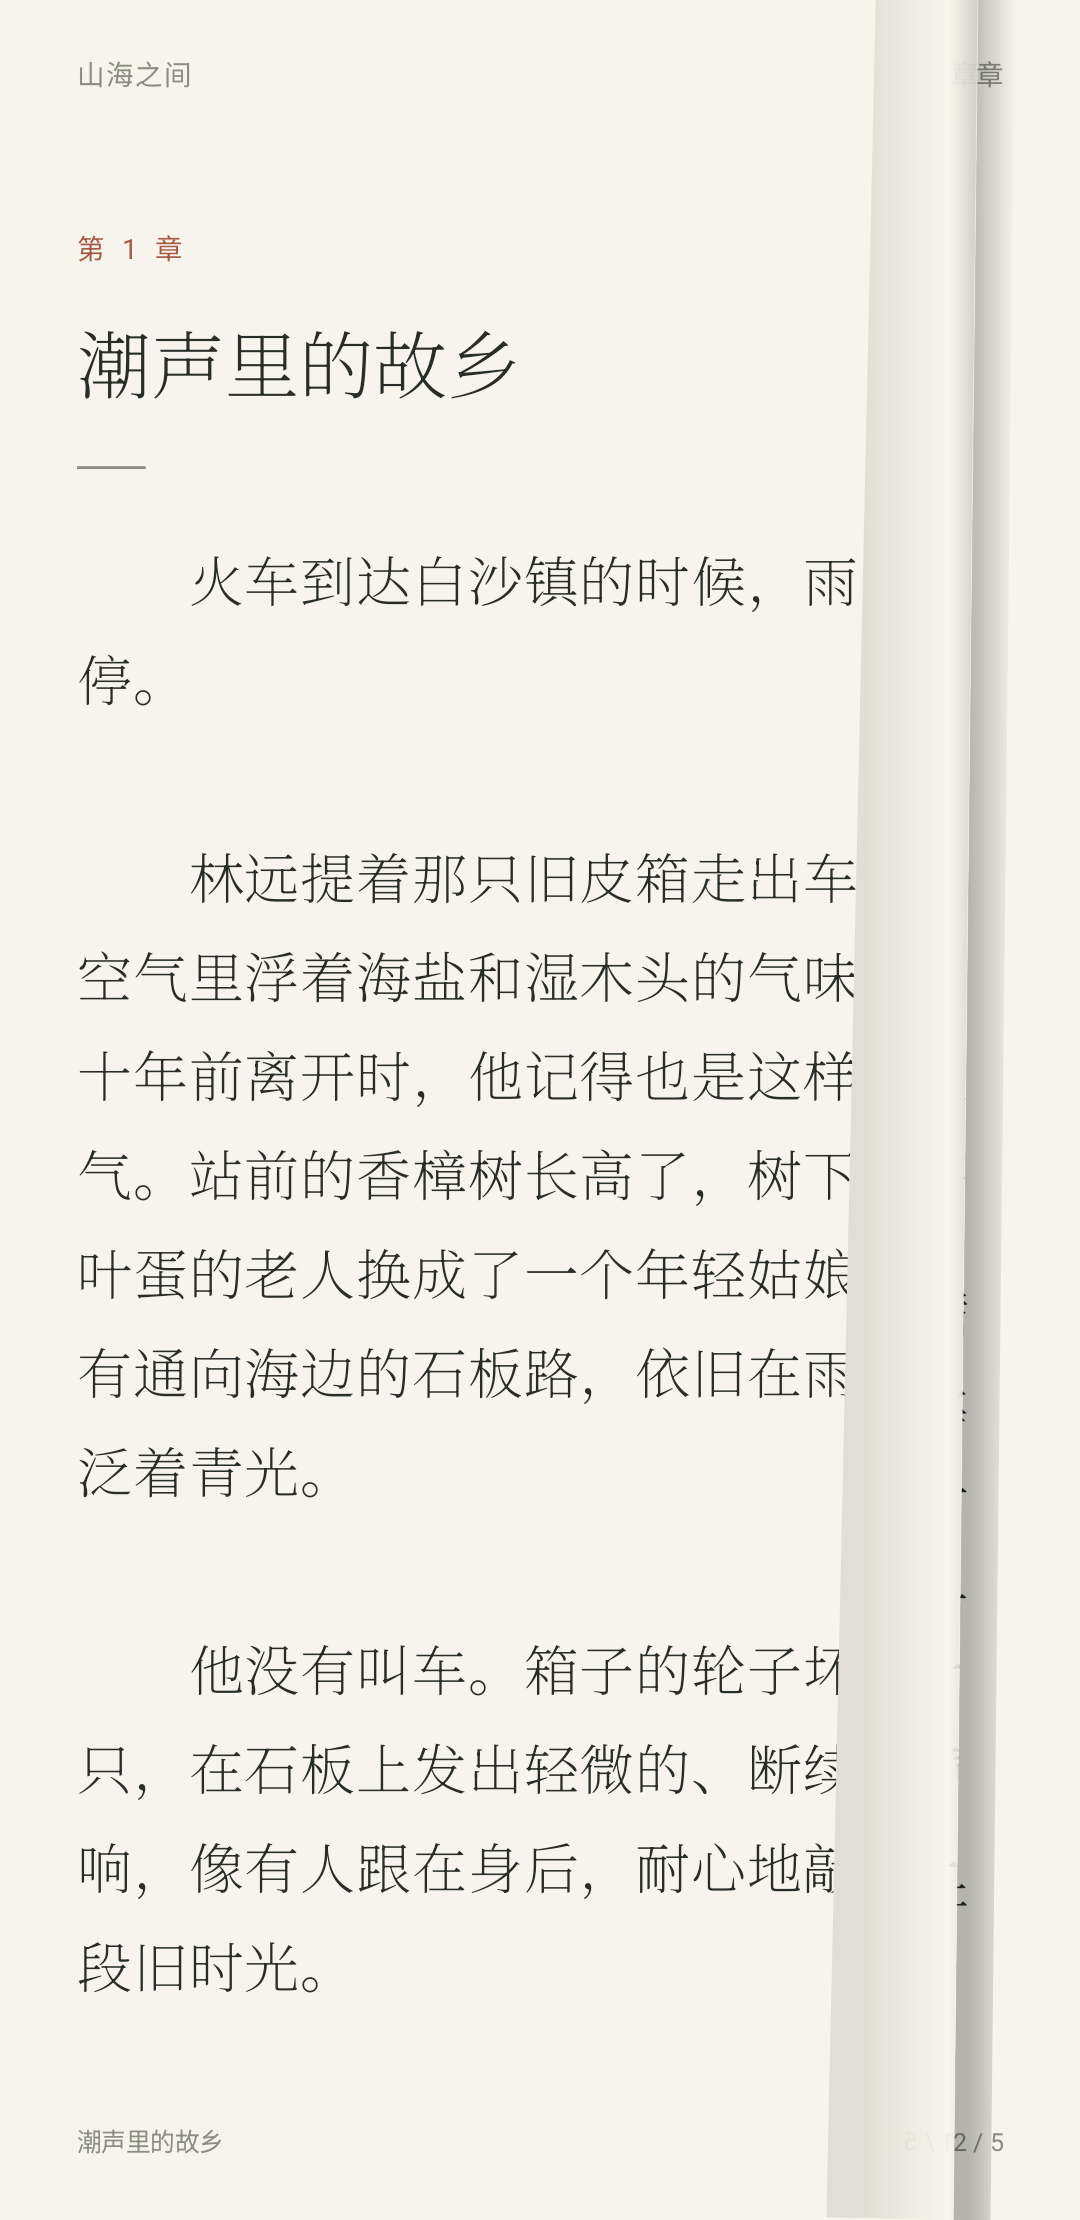 山海之间
章
第 1 章
潮声里的故乡
火车到达白沙镇的时候，雨
停。
林远提着那只旧皮箱走出车
空气里浮着海盐和湿木头的气味
十年前离开时，他记得也是这样
气。站前的香樟树长高了，树下
叶蛋的老人换成了一个年轻姑娘
有通向海边的石板路，依旧在雨
泛着青光。
他没有叫车。箱子的轮子坏
只，在石板上发出轻微的、断续
响，像有人跟在身后，耐心地敲
段旧时光。
潮声里的故乡
2 / 5